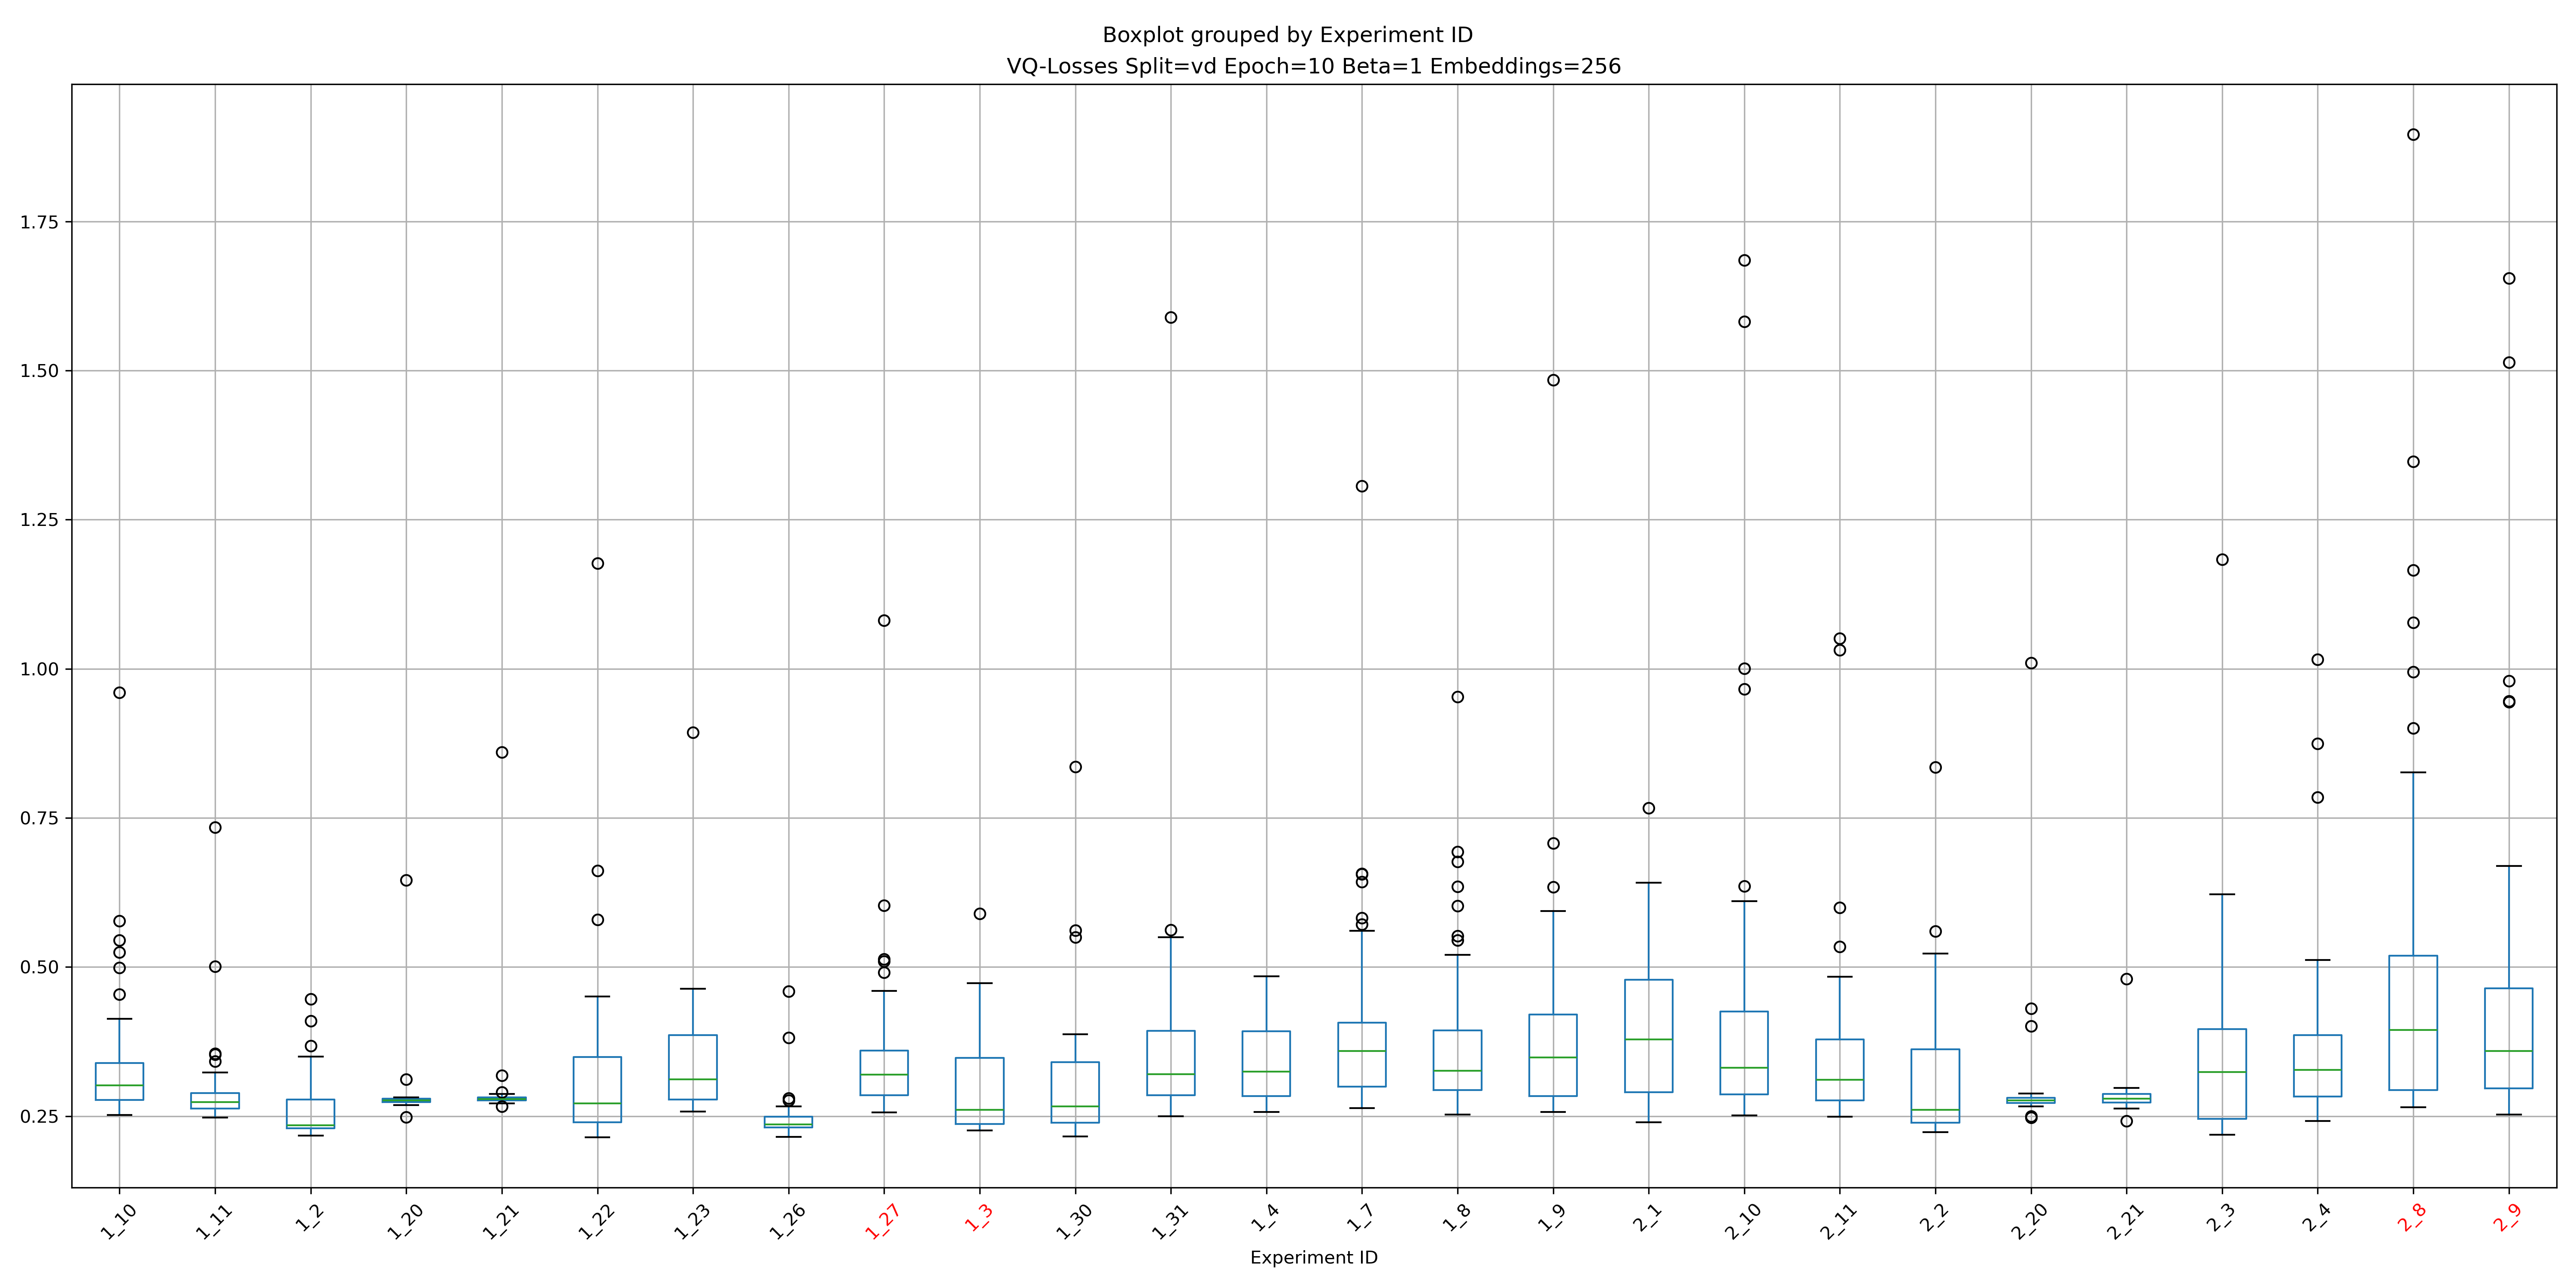 Boxplot grouped by Experiment ID
VQ-Losses Split=vd Epoch=10 Beta=1 Embeddings=256
1.75
1.50
1.25
1.00
0.75
0.50
0.25
1_10 1_11 1_2 1_20 1_21 1_22 1_23 1_26 1_27 1_3 1_30 1_31 1_4 1_7 1_8 1_9 2_1 2_10 2_11 2_2 2_20 2_21 2_3 2_4 2_8 2_9
Experiment ID